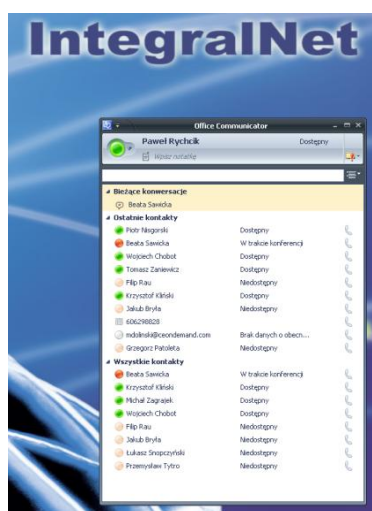 IntegralNet
Office Communicator
Paweł Rychcik Dostępny
Wpisz notatkę
Bieżące konwersacje
Beata Sawicka
Ostatnie kontakty
Piotr Nisgorski Dostępny
Beata Sawicka W trakcie konferencji
Wojciech Chobot Dostępny
Tomasz Zaniewicz Dostępny
Filip Rau Niedostępny
Krzysztof Kliński Dostępny
Jakub Bryła Niedostępny
606298828
mdolinski@ceondemand.com Brak danych o obecn...
Grzegorz Patoleta Niedostępny
Wszystkie kontakty
Beata Sawicka W trakcie konferencji
Krzysztof Kliński Dostępny
Michał Zagrajek Dostępny
Wojciech Chobot Dostępny
Filip Rau Niedostępny
Jakub Bryła Niedostępny
Łukasz Snopczyński Niedostępny
Przemysław Tytro Niedostępny